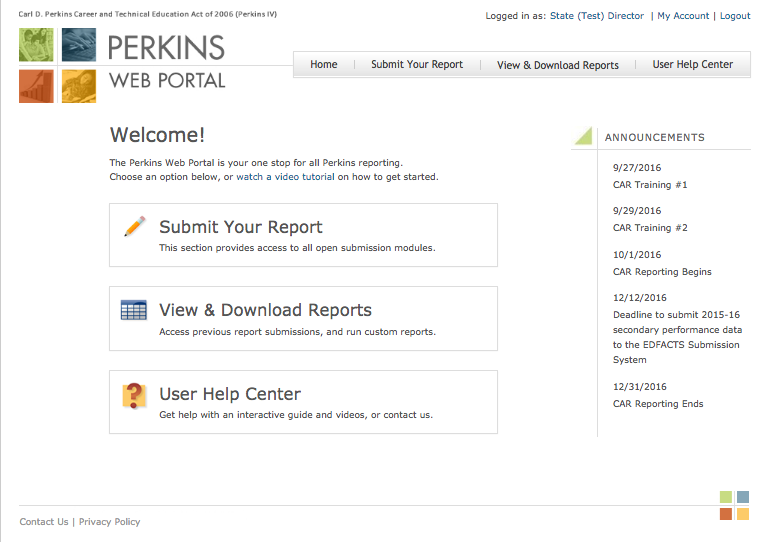 Carl D. Perkins Career and Technical Education Act of 2006 (Perkins IV)
Logged in as: State (Test) Director | My Account | Logout
PERKINS
WEB PORTAL
Home | Submit Your Report | View & Download Reports | User Help Center
Welcome!
The Perkins Web Portal is your one stop for all Perkins reporting.
Choose an option below, or watch a video tutorial on how to get started.
Submit Your Report
This section provides access to all open submission modules.
View & Download Reports
Access previous report submissions, and run custom reports.
User Help Center
Get help with an interactive guide and videos, or contact us.
ANNOUNCEMENTS
9/27/2016
CAR Training #1
9/29/2016
CAR Training #2
10/1/2016
CAR Reporting Begins
12/12/2016
Deadline to submit 2015-16
secondary performance data
to the EDFACTS Submission
System
12/31/2016
CAR Reporting Ends
Contact Us | Privacy Policy